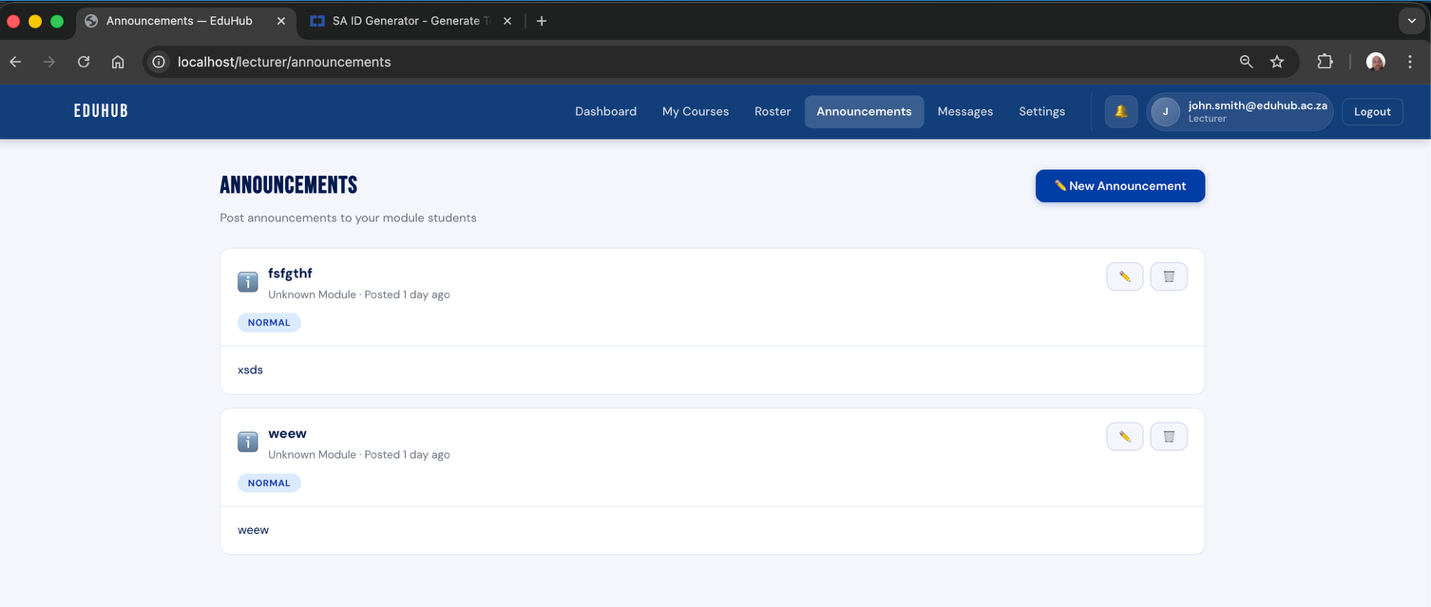 Announcements — EduHub
SA ID Generator - Generate T
localhost/lecturer/announcements
EDUHUB
Dashboard
My Courses
Roster
Announcements
Messages
Settings
J
john.smith@eduhub.ac.za
Lecturer
Logout
ANNOUNCEMENTS
✏️ New Announcement
Post announcements to your module students
fsfgthf
Unknown Module · Posted 1 day ago
NORMAL
xsds
weew
Unknown Module · Posted 1 day ago
NORMAL
weew